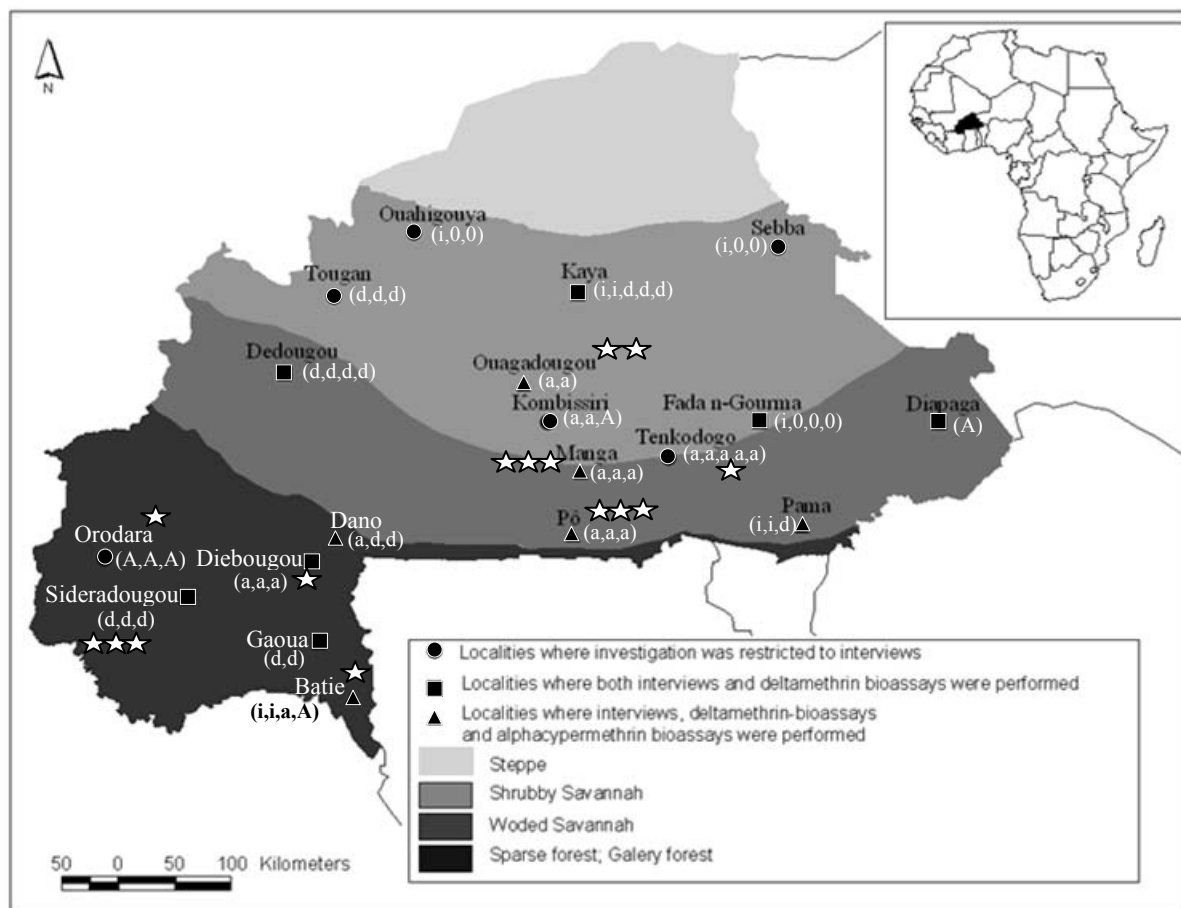 N
Ouahigouya
(i,0,0)
Sebba
(i,0,0)
Tougan
(d,d,d)
Kaya
(i,i,d,d,d)
Dedougou
(d,d,d,d)
Ouagadougou
(a,a)
Kombissiri
(a,a,A)
Fada n-Gourma
(i,0,0,0)
Diapaga
(A)
Tenkodogo
(a,a,a,a,a)
Manga
(a,a,a)
Pô
(a,a,a)
Pama
(i,i,d)
Dano
(a,d,d)
Orodara
(A,A,A)
Diebougou
(a,a,a)
Sideradougou
(d,d,d)
Gaoua
(d,d)
Batie
(i,i,a,A)
Localities where investigation was restricted to interviews
Localities where both interviews and deltamethrin bioassays were performed
Localities where interviews, deltamethrin-bioassays
and alphacypermethrin bioassays were performed
Steppe
Shrubby Savannah
Woded Savannah
Sparse forest; Galery forest
50 0 50 100 Kilometers